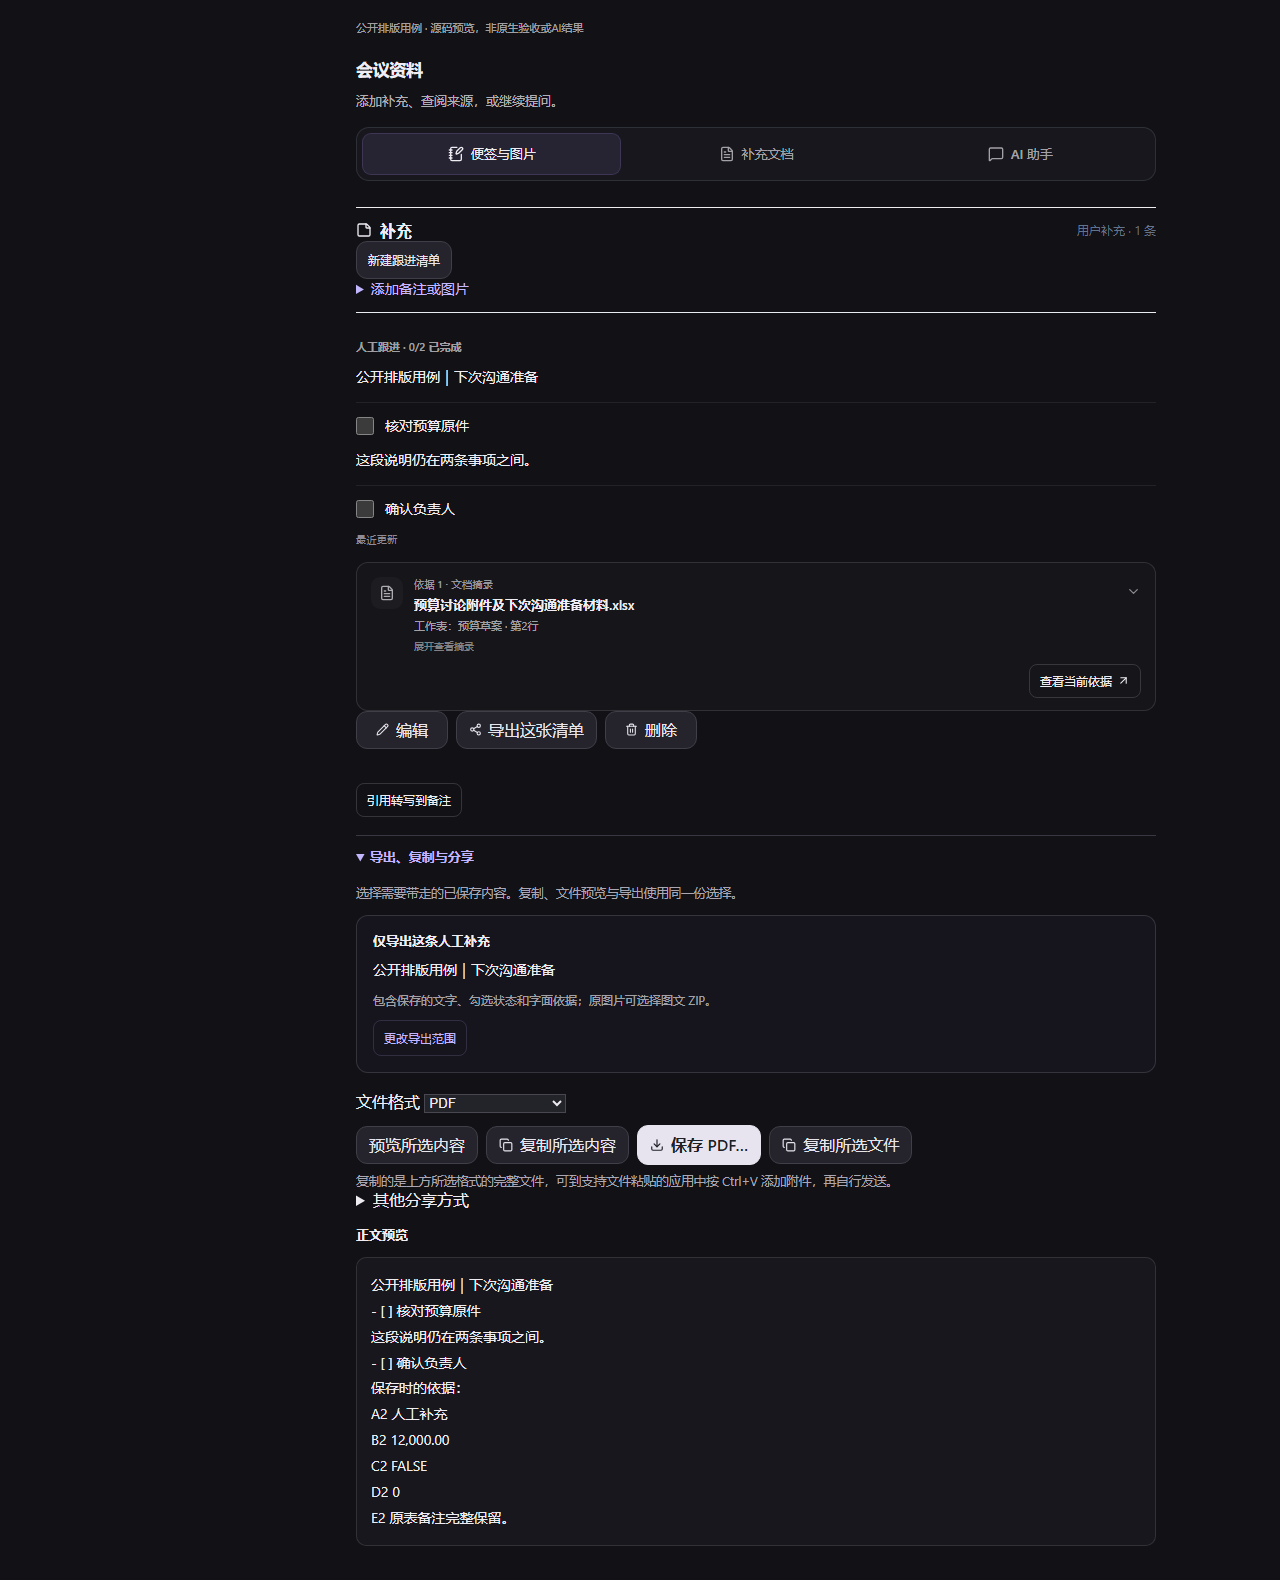 公开排版用例 · 源码预览，非原生验收或AI结果
会议资料
添加补充、查阅来源，或继续提问。
便签与图片
补充文档
AI 助手
补充
用户补充 · 1 条
新建跟进清单
▶ 添加备注或图片
人工跟进 · 0/2 已完成
公开排版用例 | 下次沟通准备
核对预算原件
这段说明仍在两条事项之间。
确认负责人
最近更新
依据 1 · 文档摘录
预算讨论附件及下次沟通准备材料.xlsx
工作表：预算草案 · 第2行
展开查看摘录
查看当前依据
编辑
导出这张清单
删除
引用转写到备注
▼ 导出、复制与分享
选择需要带走的已保存内容。复制、文件预览与导出使用同一份选择。
仅导出这条人工补充
公开排版用例 | 下次沟通准备
包含保存的文字、勾选状态和字面依据；原图片可选择图文 ZIP。
更改导出范围
文件格式 PDF
预览所选内容
复制所选内容
保存 PDF...
复制所选文件
复制的是上方所选格式的完整文件，可到支持文件粘贴的应用中按 Ctrl+V 添加附件，再自行发送。
▶ 其他分享方式
正文预览
公开排版用例 | 下次沟通准备
- [ ] 核对预算原件
这段说明仍在两条事项之间。
- [ ] 确认负责人
保存时的依据：
A2 人工补充
B2 12,000.00
C2 FALSE
D2 0
E2 原表备注完整保留。